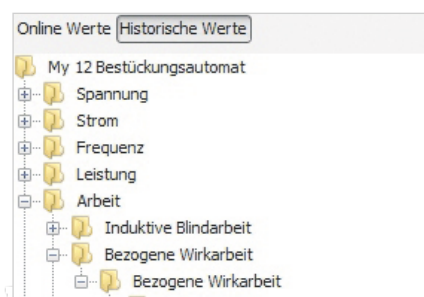 Online Werte Historische Werte
My 12 Bestückungsautomat
Spannung
Strom
Frequenz
Leistung
Arbeit
Induktive Blindarbeit
Bezogene Wirkarbeit
Bezogene Wirkarbeit